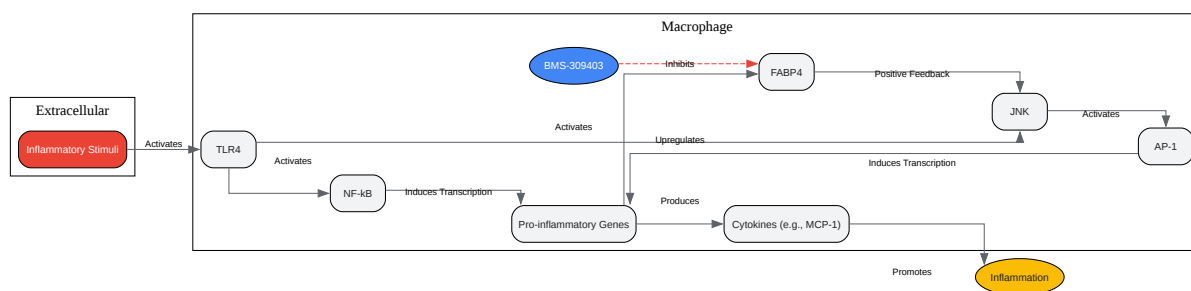 Macrophage
BMS-309403
Inhibits
FABP4
Positive Feedback
Extracellular
JNK
Activates
Inflammatory Stimuli
Activates
TLR4
Activates
Upregulates
AP-1
Activates
Induces Transcription
NF-kB
Induces Transcription
Produces
Pro-inflammatory Genes
Cytokines (e.g., MCP-1)
Promotes
Inflammation